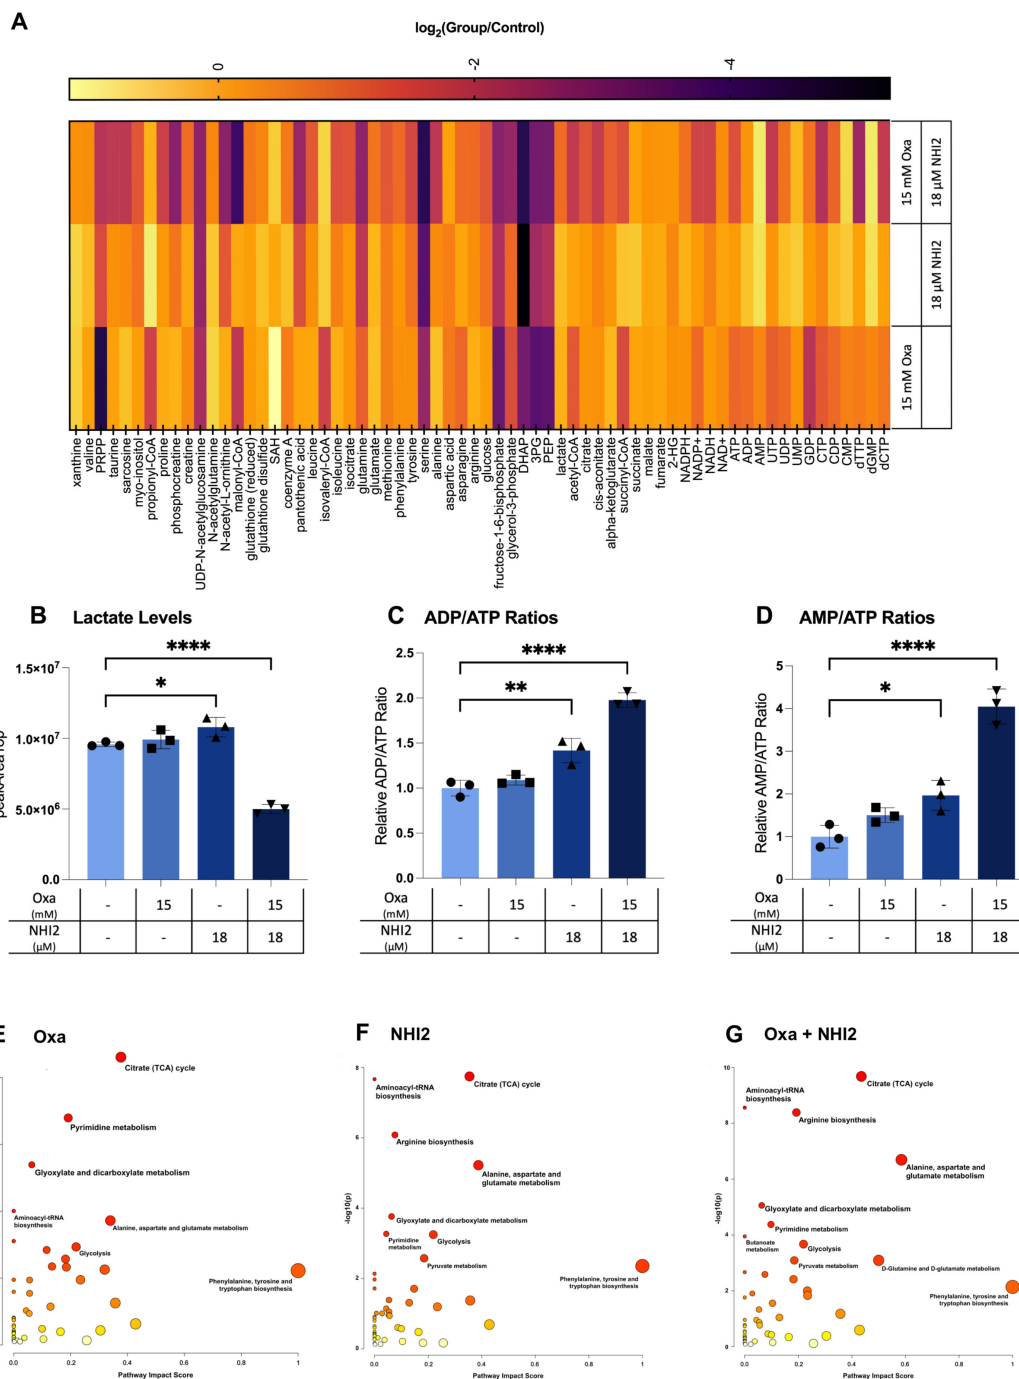 A
log2(Group/Control)
0
-2
-4
15 mM Oxa
18 µM NHI2
18 µM NHI2
15 mM Oxa
xanthine
valine
PRPP
taurine
sarcosine
myo-inositol
propionyl-CoA
proline
phosphocreatine
creatine
UDP-N-acetylglucosamine
N-acetylglutamine
N-acetyl-L-ornithine
malonyl-CoA
glutathione (reduced)
glutahtione disulfide
SAH
coenzyme A
pantothenic acid
leucine
isovaleryl-CoA
isoleucine
isocitrate
glutamine
glutamate
methionine
phenylalanine
tyrosine
serine
alanine
aspartic acid
asparagine
arginine
glucose
fructose-1-6-bisphosphate
glycerol-3-phosphate
DHAP
3PG
PEP
lactate
acetyl-CoA
citrate
cis-aconitate
alpha-ketoglutarate
succinyl-CoA
succinate
malate
fumarate
2-HG
NADPH
NADP+
NADH
NAD+
ATP
ADP
AMP
UTP
UDP
UMP
GDP
CTP
CDP
CMP
dTTP
dGMP
dCTP
B Lactate Levels
****
*
1.5×10⁷
1.0×10⁷
5.0×10⁶
0.0
Oxa (mM) - 15 - 15
NHI2 (µM) - - 18 18
C ADP/ATP Ratios
****
**
Relative ADP/ATP Ratio
2.5
2.0
1.5
1.0
0.5
0.0
Oxa (mM) - 15 - 15
NHI2 (µM) - - 18 18
D AMP/ATP Ratios
****
*
Relative AMP/ATP Ratio
5
4
3
2
1
0
Oxa (mM) - 15 - 15
NHI2 (µM) - - 18 18
E Oxa
Citrate (TCA) cycle
Pyrimidine metabolism
Glyoxylate and dicarboxylate metabolism
Aminoacyl-tRNA
biosynthesis
Alanine, aspartate and glutamate metabolism
Glycolysis
Phenylalanine, tyrosine and
tryptophan biosynthesis
0.0 0.2 0.4 0.6 0.8 1
Pathway Impact Score
F NHI2
8
6
4
2
0
-log10(p)
Citrate (TCA) cycle
Aminoacyl-tRNA
biosynthesis
Arginine biosynthesis
Alanine, aspartate and
glutamate metabolism
Glyoxylate and dicarboxylate metabolism
Pyrimidine
metabolism
Glycolysis
Pyruvate metabolism
Phenylalanine, tyrosine and
tryptophan biosynthesis
0.0 0.2 0.4 0.6 0.8 1
Pathway Impact Score
G Oxa + NHI2
10
8
6
4
2
0
-log10(p)
Citrate (TCA) cycle
Aminoacyl-tRNA
biosynthesis
Arginine biosynthesis
Alanine, aspartate and
glutamate metabolism
Glyoxylate and dicarboxylate metabolism
Pyrimidine metabolism
Butanoate
metabolism
Glycolysis
Pyruvate metabolism
D-Glutamine and D-glutamate metabolism
Phenylalanine, tyrosine and
tryptophan biosynthesis
0.0 0.2 0.4 0.6 0.8 1
Pathway Impact Score